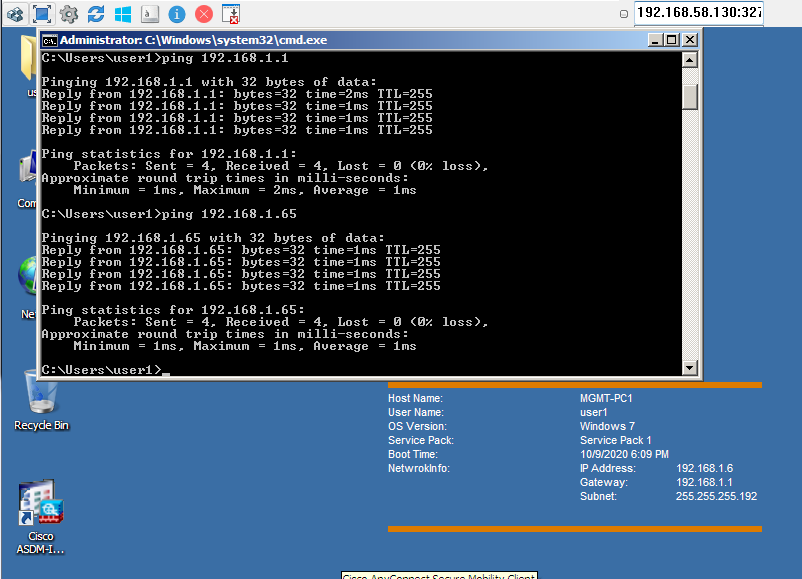 192.168.58.130:327
Administrator: C:\Windows\system32\cmd.exe
C:\Users\user1>ping 192.168.1.1
Pinging 192.168.1.1 with 32 bytes of data:
Reply from 192.168.1.1: bytes=32 time=2ms TTL=255
Reply from 192.168.1.1: bytes=32 time=1ms TTL=255
Reply from 192.168.1.1: bytes=32 time=1ms TTL=255
Reply from 192.168.1.1: bytes=32 time=1ms TTL=255
Ping statistics for 192.168.1.1:
Packets: Sent = 4, Received = 4, Lost = 0 (0% loss),
Approximate round trip times in milli-seconds:
Minimum = 1ms, Maximum = 2ms, Average = 1ms
C:\Users\user1>ping 192.168.1.65
Pinging 192.168.1.65 with 32 bytes of data:
Reply from 192.168.1.65: bytes=32 time=1ms TTL=255
Reply from 192.168.1.65: bytes=32 time=1ms TTL=255
Reply from 192.168.1.65: bytes=32 time=1ms TTL=255
Reply from 192.168.1.65: bytes=32 time=1ms TTL=255
Ping statistics for 192.168.1.65:
Packets: Sent = 4, Received = 4, Lost = 0 (0% loss),
Approximate round trip times in milli-seconds:
Minimum = 1ms, Maximum = 1ms, Average = 1ms
C:\Users\user1>_
us
Com
Ne
Recycle Bin
Cisco
ASDM-I...
Host Name: MGMT-PC1
User Name: user1
OS Version: Windows 7
Service Pack: Service Pack 1
Boot Time: 10/9/2020 6:09 PM
NetwrokInfo: IP Address: 192.168.1.6
Gateway: 192.168.1.1
Subnet: 255.255.255.192
Cisco AnyConnect Secure Mobility Client